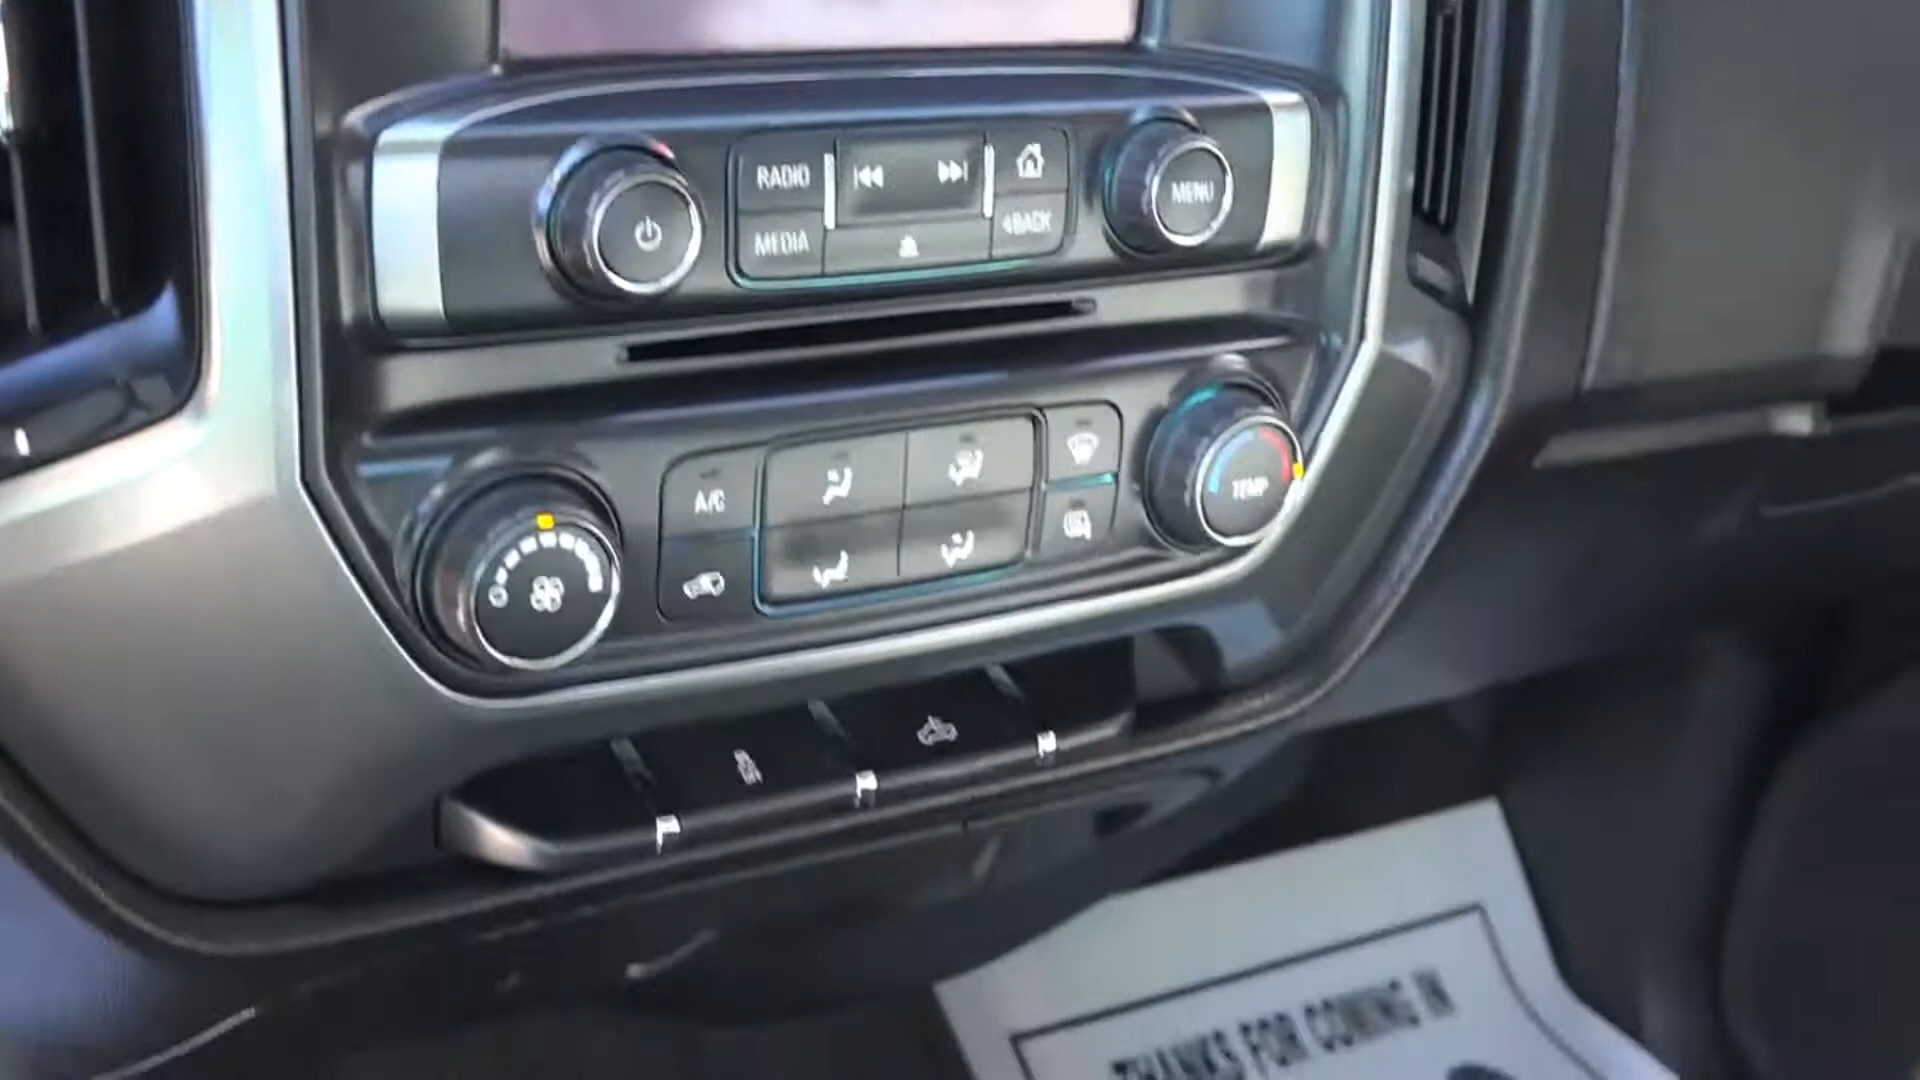 RADIO
MENU
MEDIA
BACK
A/C
TEMP
THANKS FOR COMING IN